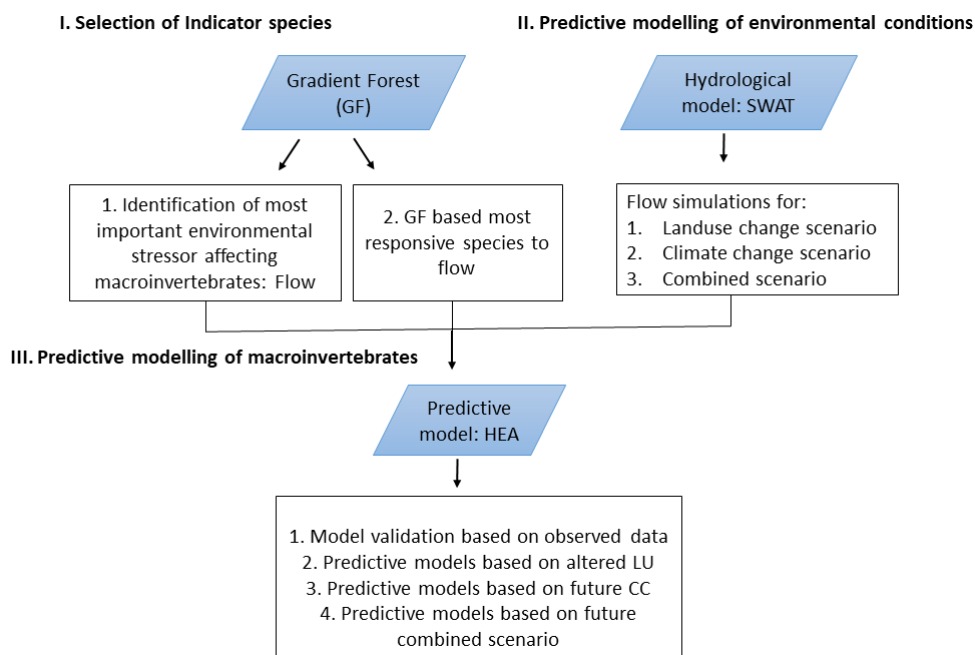 I. Selection of Indicator species
II. Predictive modelling of environmental conditions
Gradient Forest
(GF)
Hydrological
model: SWAT
1. Identification of most
important environmental
stressor affecting
macroinvertebrates: Flow
2. GF based most
responsive species to
flow
Flow simulations for:
1. Landuse change scenario
2. Climate change scenario
3. Combined scenario
III. Predictive modelling of macroinvertebrates
Predictive
model: HEA
1. Model validation based on observed data
2. Predictive models based on altered LU
3. Predictive models based on future CC
4. Predictive models based on future
combined scenario